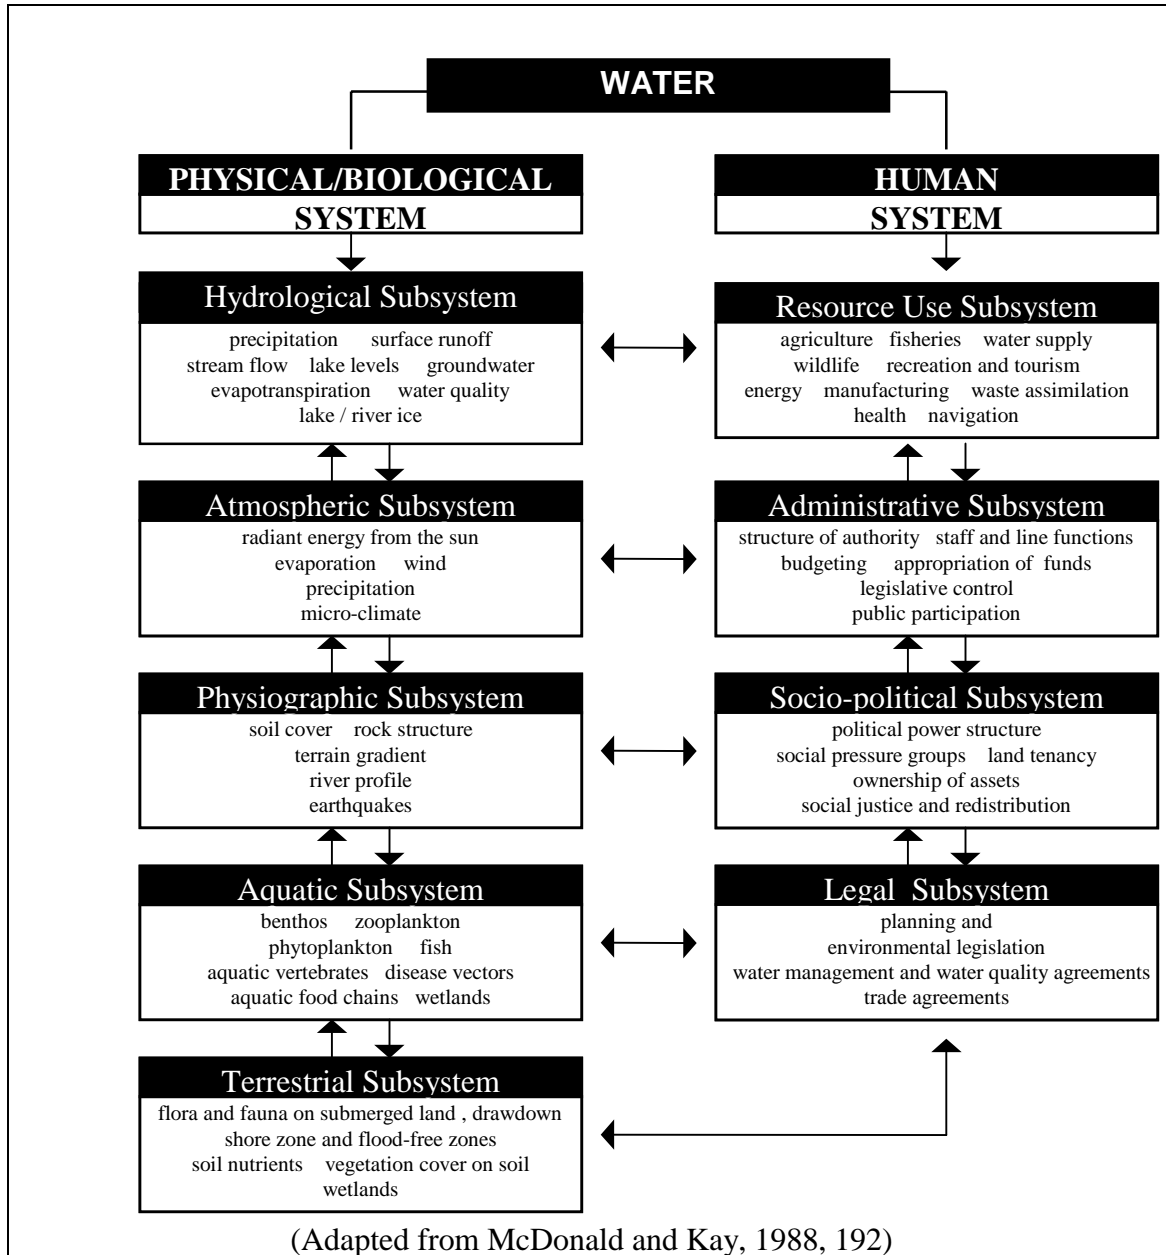 WATER
PHYSICAL/BIOLOGICAL
SYSTEM
Hydrological Subsystem
precipitation surface runoff
stream flow lake levels groundwater
evapotranspiration water quality
lake / river ice
Atmospheric Subsystem
radiant energy from the sun
evaporation wind
precipitation
micro-climate
Physiographic Subsystem
soil cover rock structure
terrain gradient
river profile
earthquakes
Aquatic Subsystem
benthos zooplankton
phytoplankton fish
aquatic vertebrates disease vectors
aquatic food chains wetlands
Terrestrial Subsystem
flora and fauna on submerged land , drawdown
shore zone and flood-free zones
soil nutrients vegetation cover on soil
wetlands
HUMAN
SYSTEM
Resource Use Subsystem
agriculture fisheries water supply
wildlife recreation and tourism
energy manufacturing waste assimilation
health navigation
Administrative Subsystem
structure of authority staff and line functions
budgeting appropriation of funds
legislative control
public participation
Socio-political Subsystem
political power structure
social pressure groups land tenancy
ownership of assets
social justice and redistribution
Legal Subsystem
planning and
environmental legislation
water management and water quality agreements
trade agreements
(Adapted from McDonald and Kay, 1988, 192)